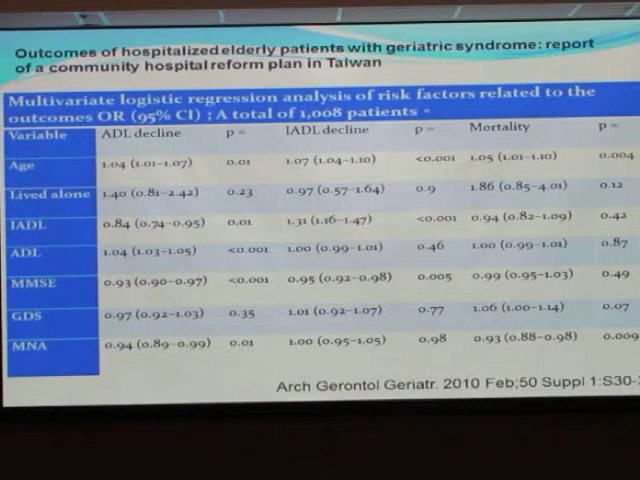 Outcomes of hospitalized elderly patients with geriatric syndrome: report
of a community hospital reform plan in Taiwan
Multivariate logistic regression analysis of risk factors related to the
outcomes OR (95% CI) ; A total of 1,008 patients
Variable ADL decline p = IADL decline p = Mortality p =
Age 1.04 (1.01-1.07) 0.01 1.07 (1.04-1.10) <0.001 1.05 (1.01-1.10) 0.004
Lived alone 1.40 (0.81-2.42) 0.23 0.97 (0.57-1.64) 0.9 1.86 (0.85-4.01) 0.12
IADL 0.84 (0.74-0.95) 0.01 1.31 (1.16-1.47) <0.001 0.94 (0.82-1.09) 0.42
ADL 1.04 (1.03-1.05) <0.001 1.00 (0.99-1.01) 0.46 1.00 (0.99-1.01) 0.87
MMSE 0.93 (0.90-0.97) <0.001 0.95 (0.92-0.98) 0.005 0.99 (0.95-1.03) 0.49
GDS 0.97 (0.92-1.03) 0.35 1.01 (0.92-1.07) 0.77 1.06 (1.00-1.14) 0.07
MNA 0.94 (0.89-0.99) 0.01 1.00 (0.95-1.05) 0.98 0.93 (0.88-0.98) 0.009
Arch Gerontol Geriatr. 2010 Feb;50 Suppl 1:S30-